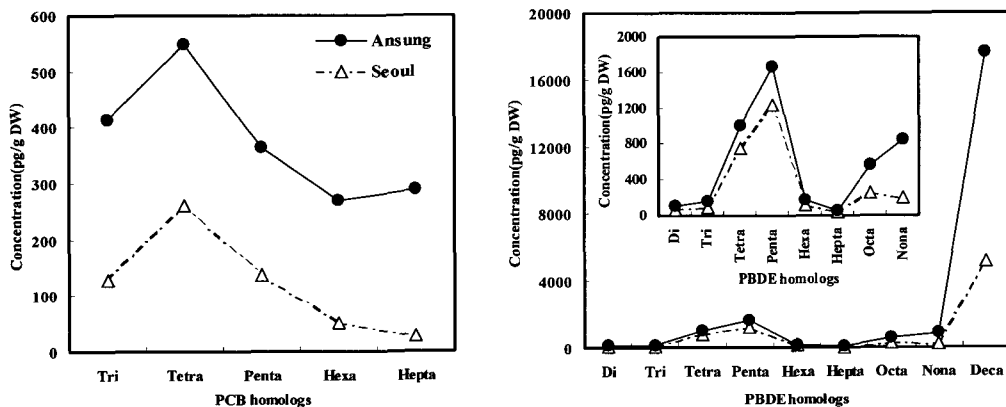 600
500
400
300
200
100
0
Concentration(pg/g DW)
Ansung
Seoul
Tri Tetra Penta Hexa Hepta
PCB homologs
20000
16000
12000
8000
4000
0
Concentration(pg/g DW)
2000
1600
1200
800
400
0
Concentration(pg/g DW)
Di Tri Tetra Penta Hexa Hepta Octa Nona
PBDE homologs
Di Tri Tetra Penta Hexa Hepta Octa Nona Deca
PBDE homologs